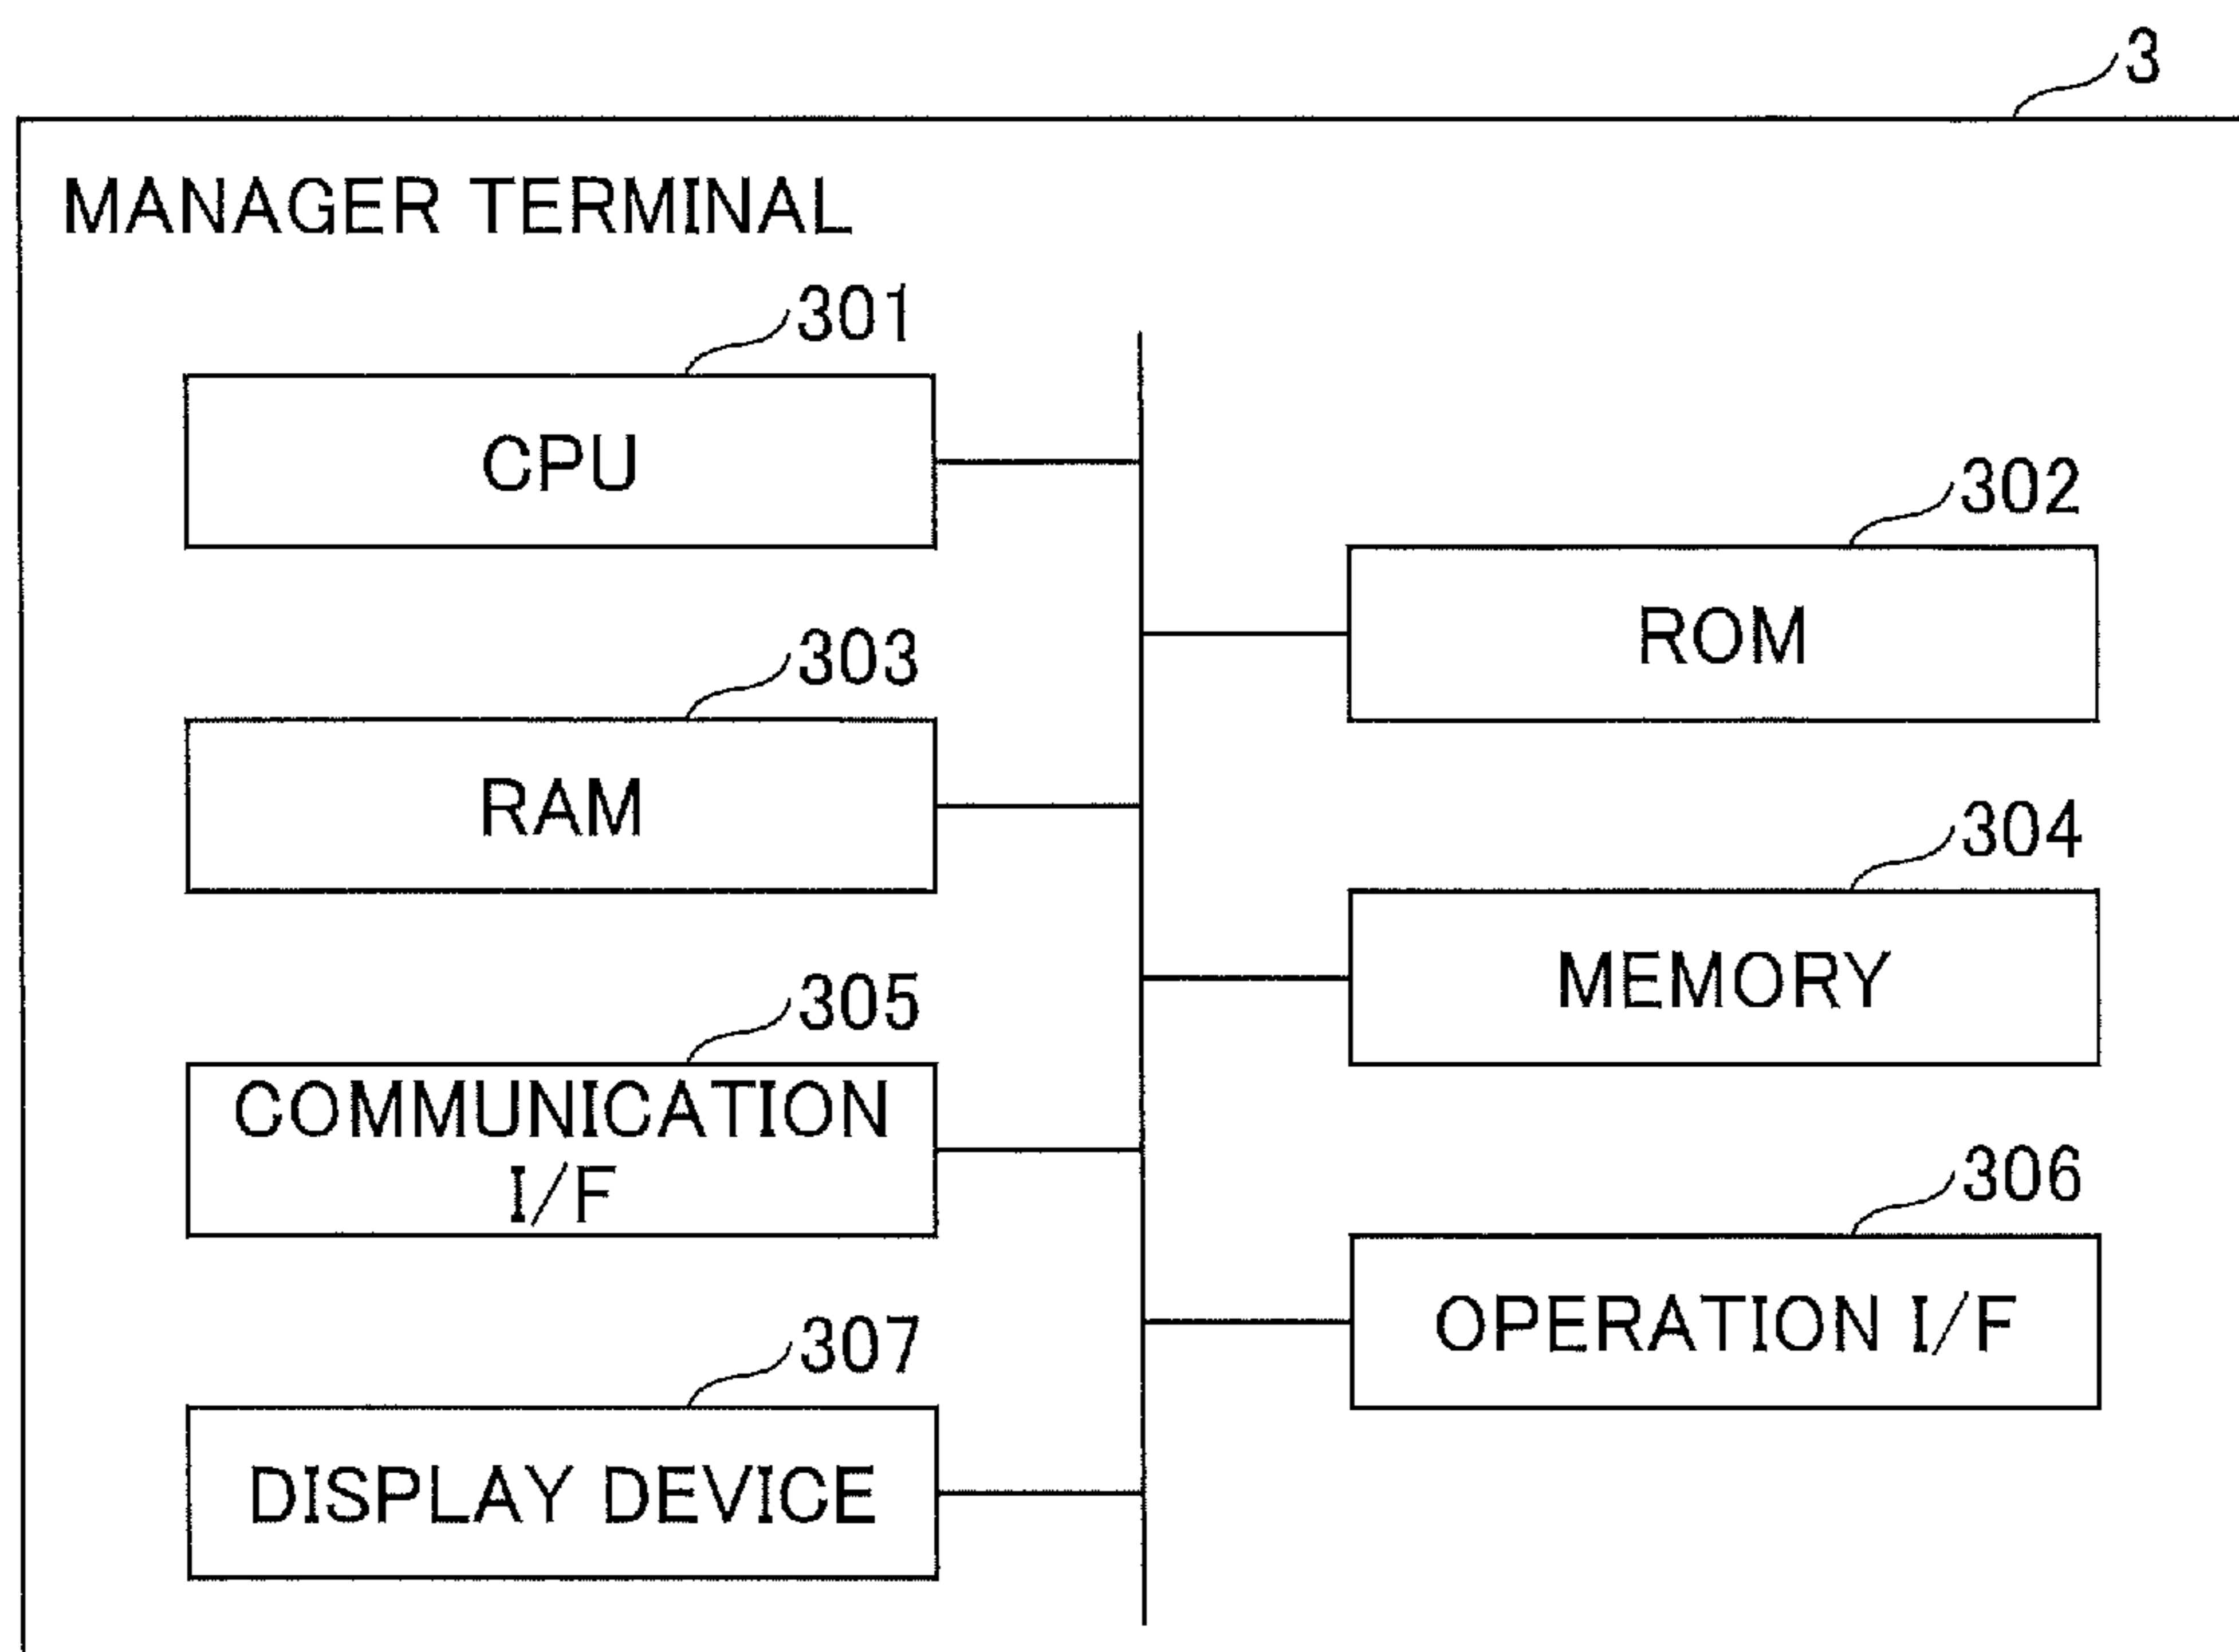 3
MANAGER TERMINAL
301
CPU
302
ROM
303
RAM
304
MEMORY
305
COMMUNICATION
I/F
306
OPERATION I/F
307
DISPLAY DEVICE